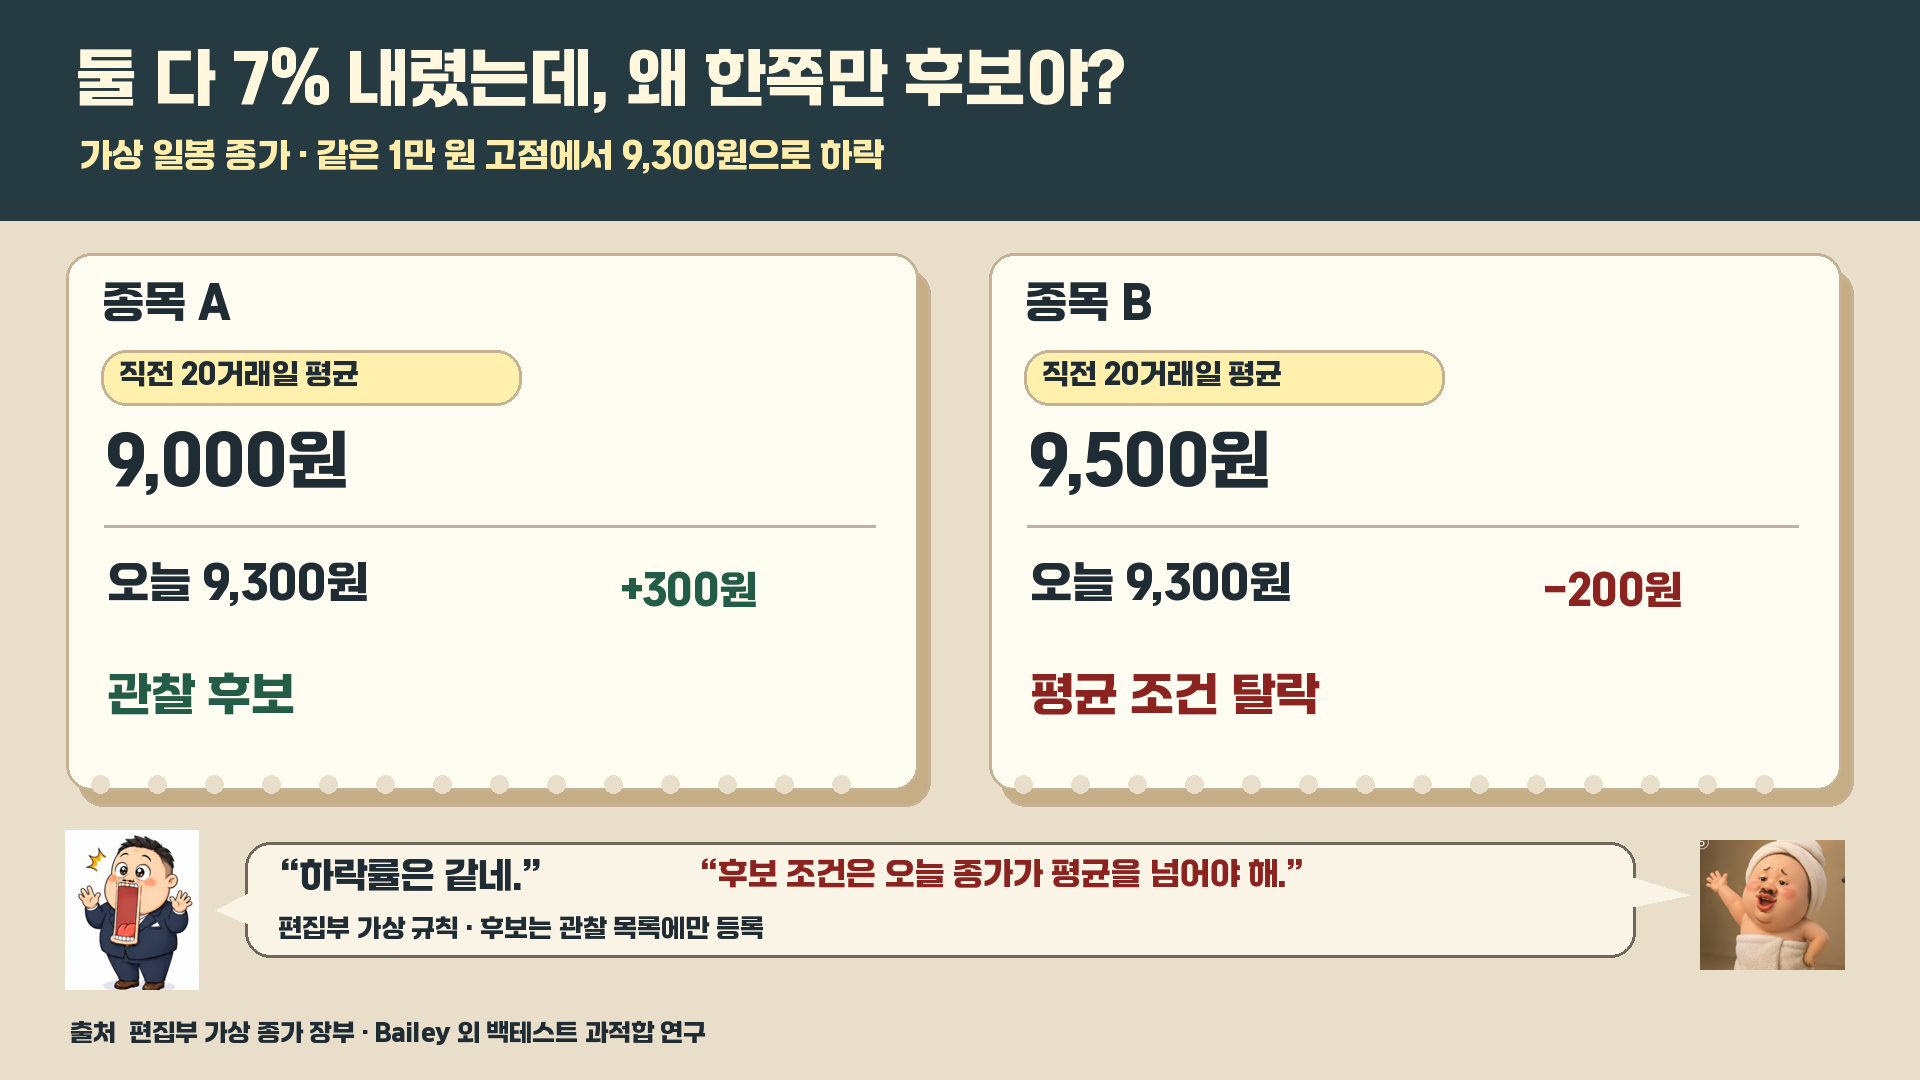 둘 다 7% 내렸는데, 왜 한쪽만 후보야?
가상 일봉 종가 · 같은 1만 원 고점에서 9,300원으로 하락
종목 A
직전 20거래일 평균
9,000원
오늘 9,300원
+300원
관찰 후보
종목 B
직전 20거래일 평균
9,500원
오늘 9,300원
−200원
평균 조건 탈락
“하락률은 같네.”
“후보 조건은 오늘 종가가 평균을 넘어야 해.”
편집부 가상 규칙 · 후보는 관찰 목록에만 등록
출처 편집부 가상 종가 장부 · Bailey 외 백테스트 과적합 연구